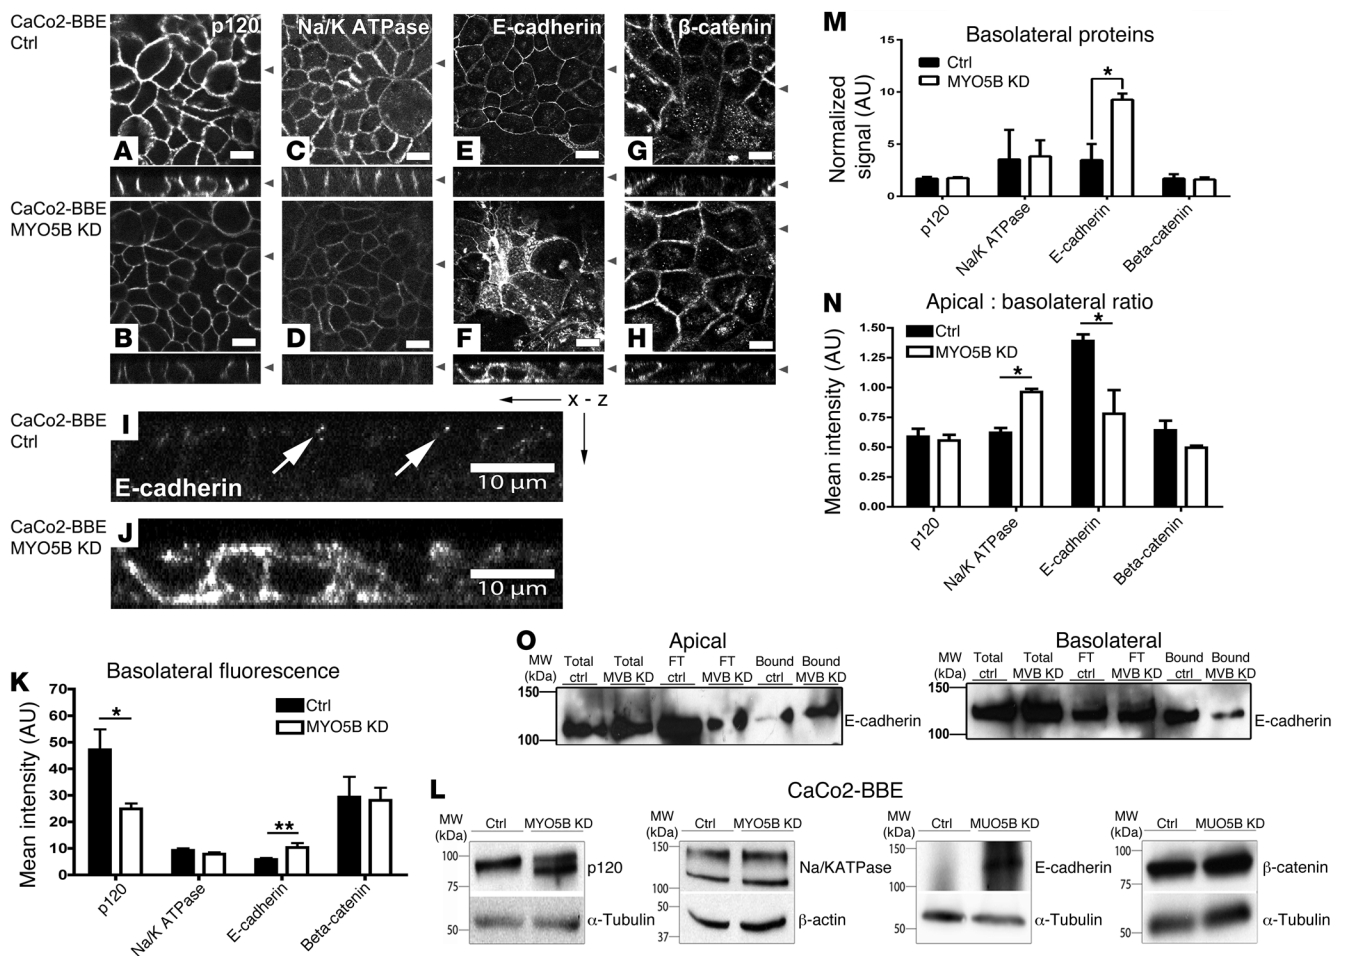 CaCo2-BBE
Ctrl
p120
Na/K ATPase
E-cadherin
β-catenin
A
C
E
G
CaCo2-BBE
MYO5B KD
B
D
F
H
x - z
CaCo2-BBE
Ctrl
I
E-cadherin
10 µm
CaCo2-BBE
MYO5B KD
J
10 µm
M
Basolateral proteins
Ctrl
MYO5B KD
*
Normalized
signal (AU)
15
10
5
0
p120
Na/K ATPase
E-cadherin
Beta-catenin
N
Apical : basolateral ratio
Ctrl
MYO5B KD
*
*
Mean intensity (AU)
1.50
1.25
1.00
0.75
0.50
0.25
0.00
p120
Na/K ATPase
E-cadherin
Beta-catenin
K
Basolateral fluorescence
Ctrl
MYO5B KD
*
**
Mean intensity (AU)
70
60
50
40
30
20
10
0
p120
Na/K ATPase
E-cadherin
Beta-catenin
O
Apical
MW
(kDa)
Total
ctrl
Total
MVB KD
FT
ctrl
FT
MVB KD
Bound
ctrl
Bound
MVB KD
150
100
E-cadherin
Basolateral
MW
(kDa)
Total
ctrl
Total
MVB KD
FT
ctrl
FT
MVB KD
Bound
ctrl
Bound
MVB KD
150
100
E-cadherin
L
CaCo2-BBE
MW
(kDa)
Ctrl
MYO5B KD
100
75
50
p120
α-Tubulin
MW
(kDa)
Ctrl
MYO5B KD
150
100
50
37
Na/KATPase
β-actin
MW
(kDa)
Ctrl
MUO5B KD
150
100
50
E-cadherin
α-Tubulin
MW
(kDa)
Ctrl
MUO5B KD
100
75
50
β-catenin
α-Tubulin